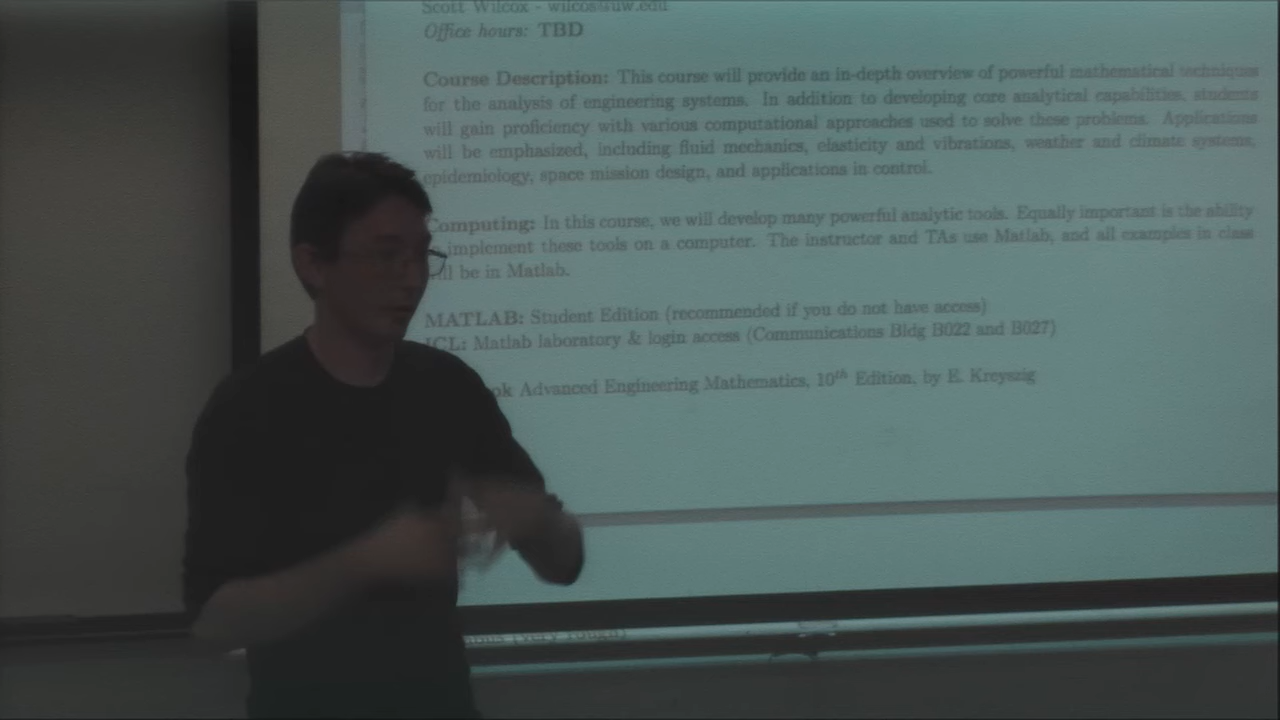 Scott Wilcox - wilcos@uw.edu
Office hours: TBD
Course Description: This course will provide an in-depth overview of powerful mathematical techniques
for the analysis of engineering systems. In addition to developing core analytical capabilities, students
will gain proficiency with various computational approaches used to solve these problems. Applications
will be emphasized, including fluid mechanics, elasticity and vibrations, weather and climate systems,
epidemiology, space mission design, and applications in control.
Computing: In this course, we will develop many powerful analytic tools. Equally important is the ability
implement these tools on a computer. The instructor and TAs use Matlab, and all examples in class
will be in Matlab.
MATLAB: Student Edition (recommended if you do not have access)
ICL: Matlab laboratory & login access (Communications Bldg B022 and B027)
ok Advanced Engineering Mathematics, 10th Edition, by E. Kreyszig